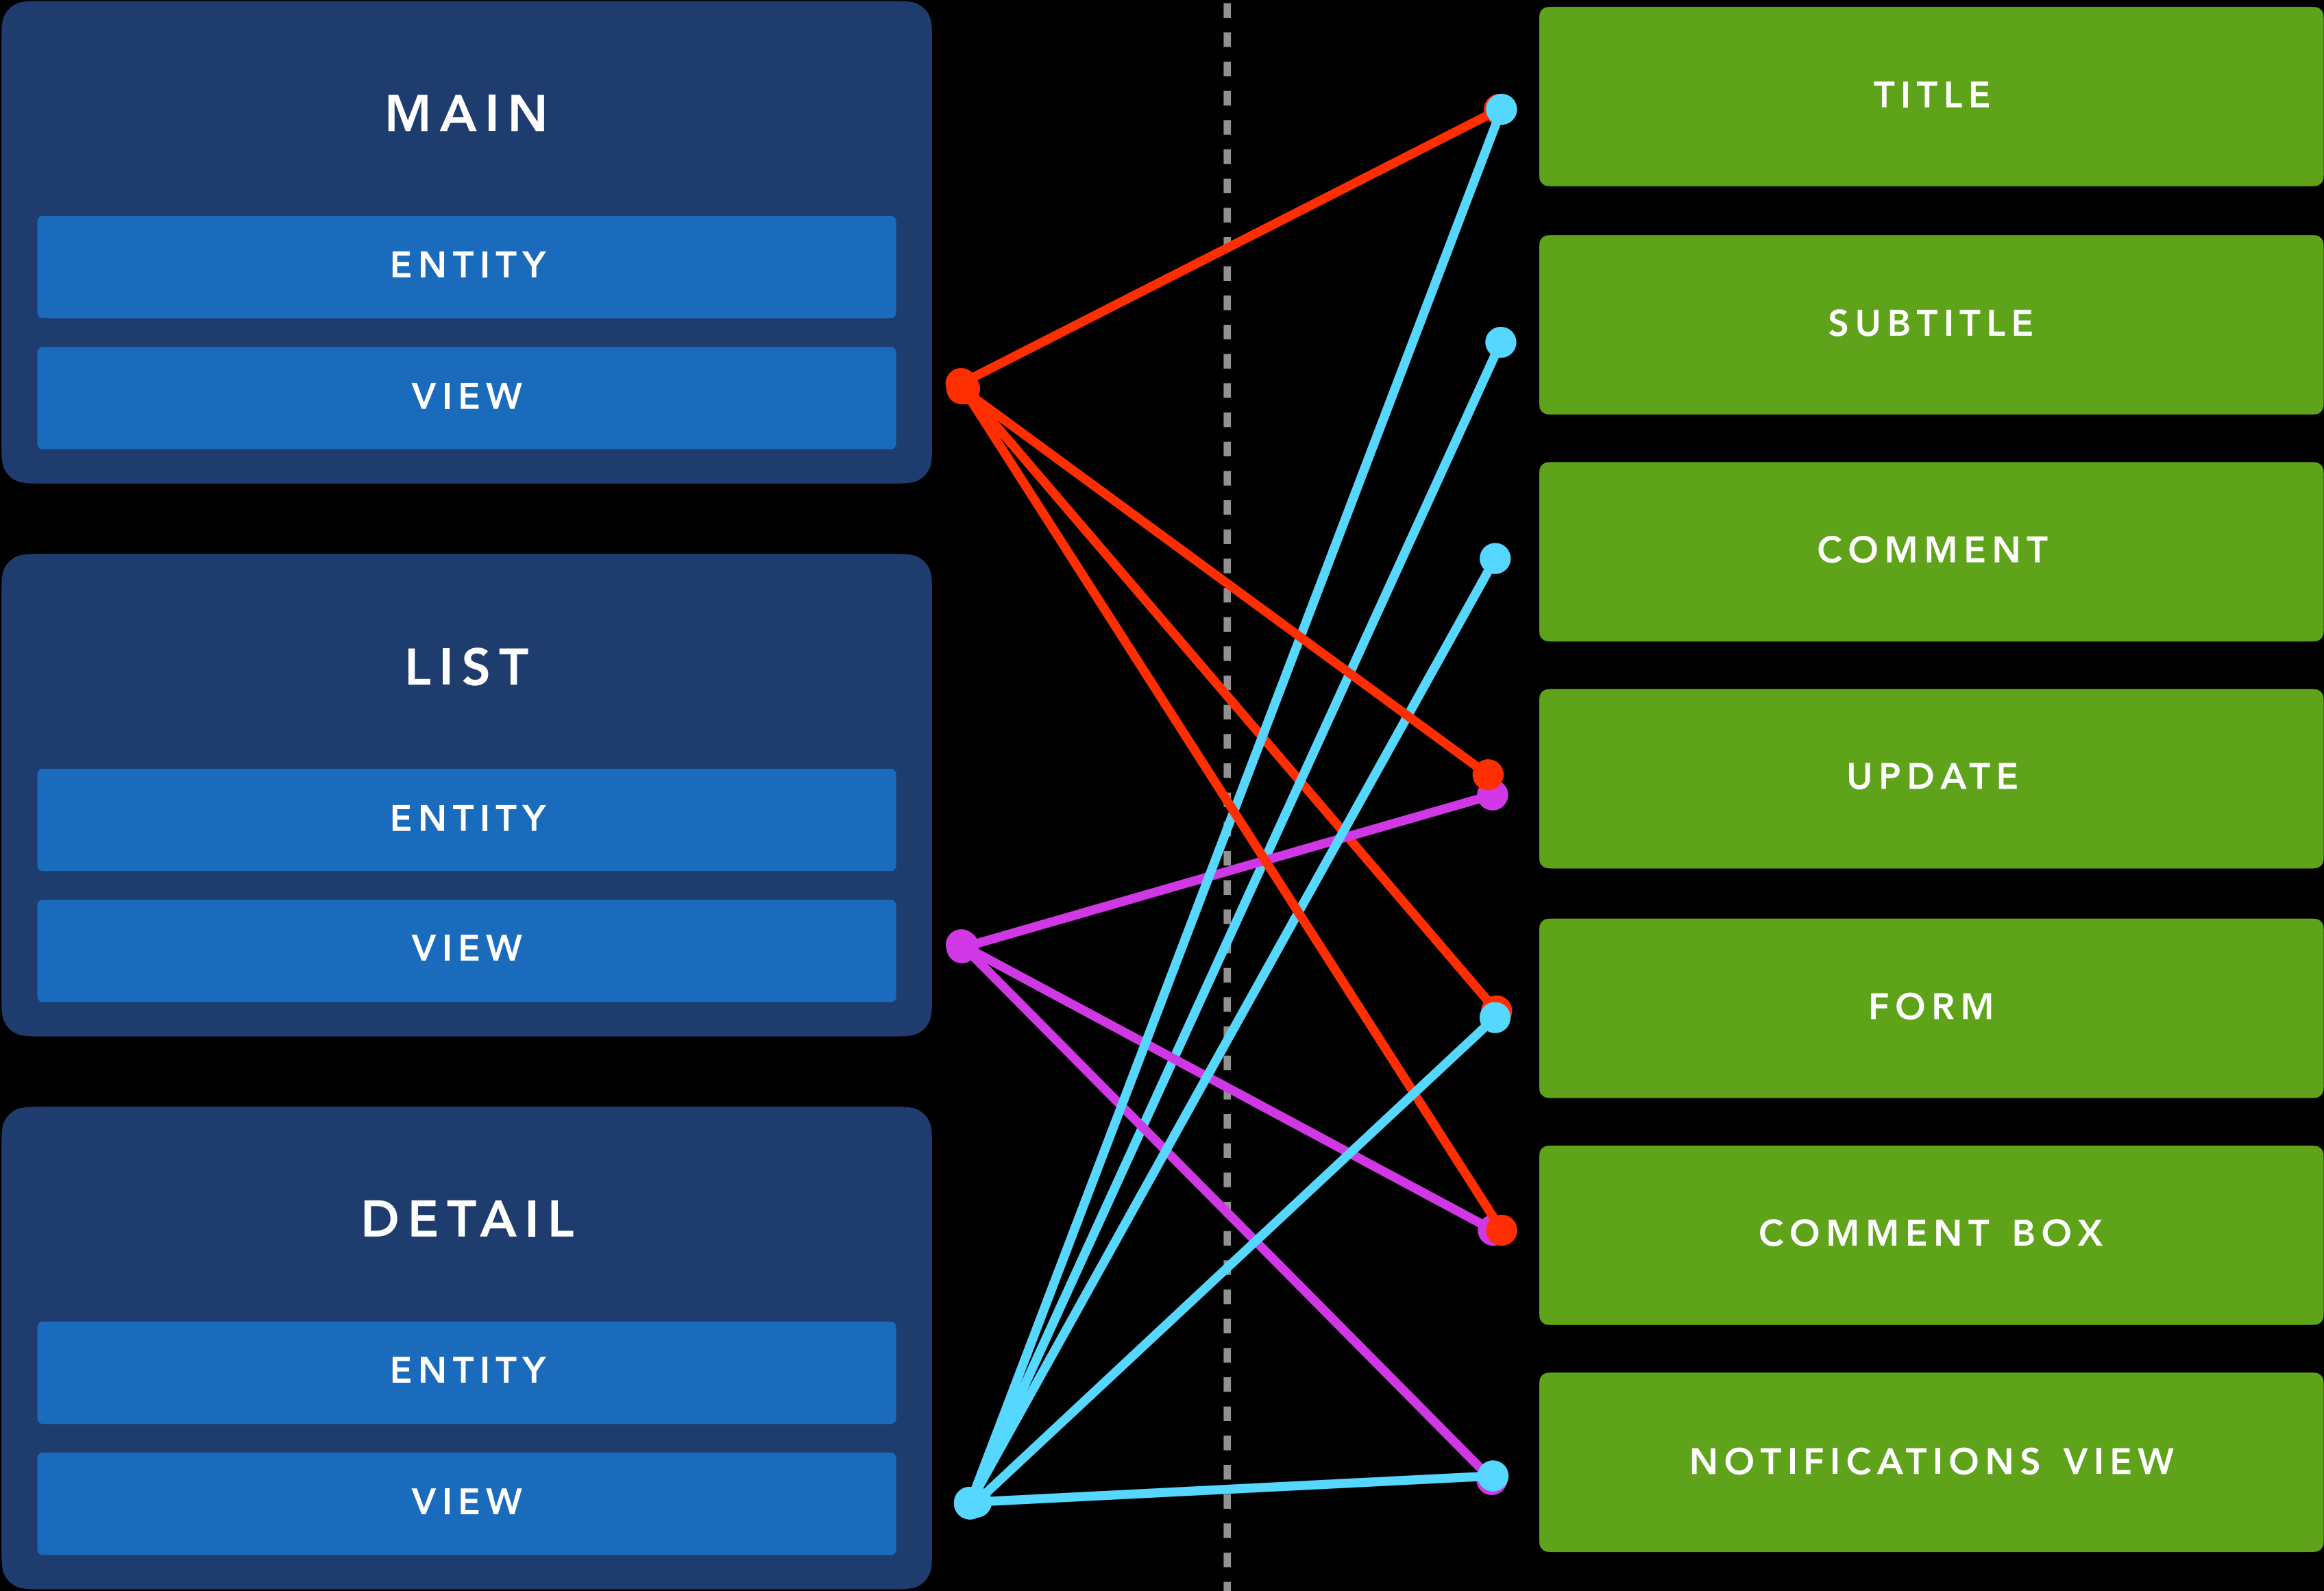 MAIN
ENTITY
VIEW
LIST
ENTITY
VIEW
DETAIL
ENTITY
VIEW
TITLE
SUBTITLE
COMMENT
UPDATE
FORM
COMMENT BOX
NOTIFICATIONS VIEW